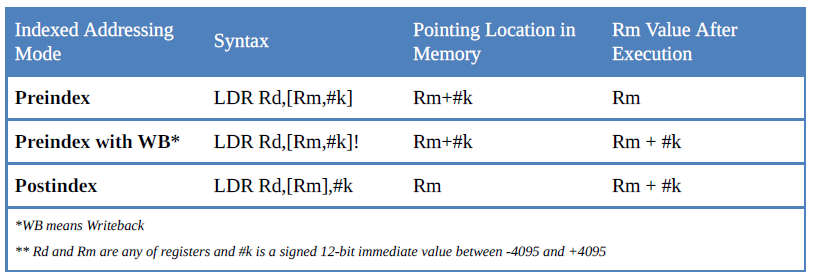 Indexed Addressing Mode Syntax Pointing Location in Memory Rm Value After Execution
Preindex LDR Rd,[Rm,#k] Rm+#k Rm
Preindex with WB* LDR Rd,[Rm,#k]! Rm+#k Rm + #k
Postindex LDR Rd,[Rm],#k Rm Rm + #k
*WB means Writeback
** Rd and Rm are any of registers and #k is a signed 12-bit immediate value between -4095 and +4095